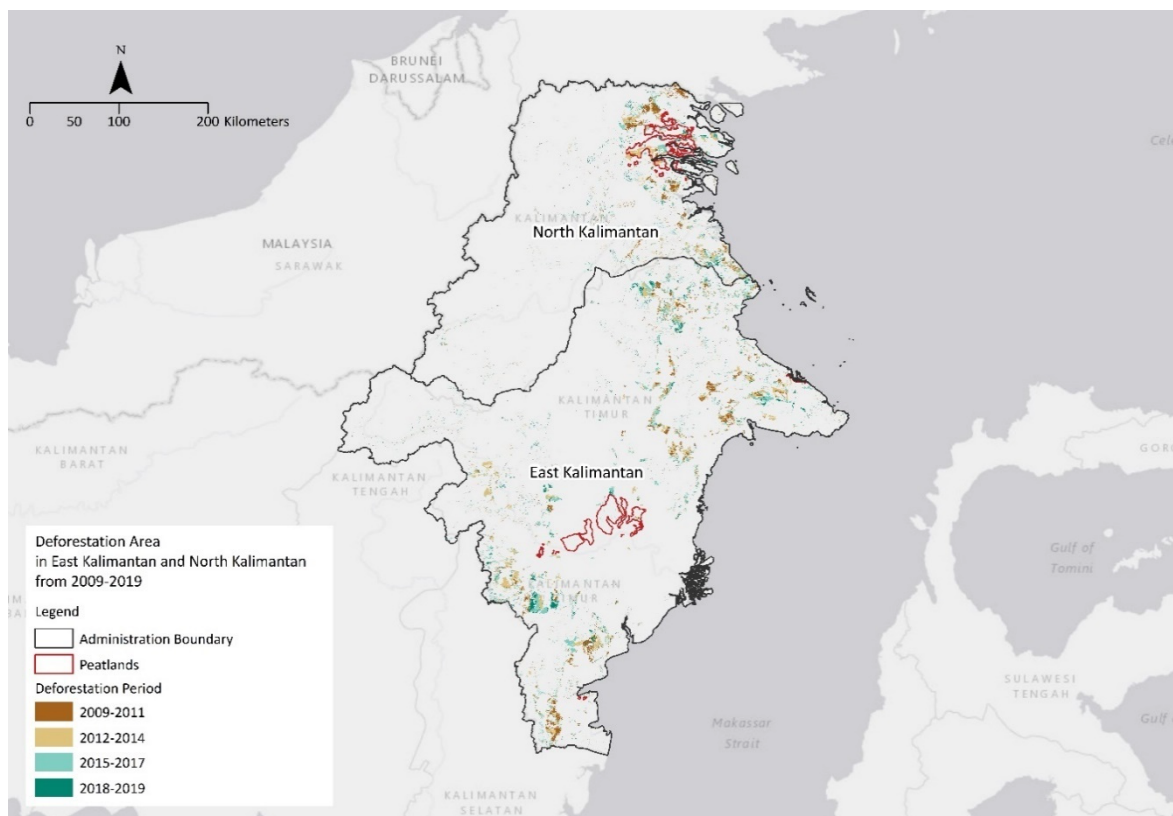 N
0 50 100 200 Kilometers
BRUNEI
DARUSSALAM
MALAYSIA
SARAWAK
KALIMANTAN
North Kalimantan
KALIMANTAN
TIMUR
East Kalimantan
KALIMANTAN
BARAT
KALIMANTAN
TENGAH
KALIMANTAN
TIMUR
KALIMANTAN
SELATAN
Makassar
Strait
Gulf of
Tomini
SULAWESI
TENGAH
Deforestation Area
in East Kalimantan and North Kalimantan
from 2009-2019
Legend
Administration Boundary
Peatlands
Deforestation Period
2009-2011
2012-2014
2015-2017
2018-2019